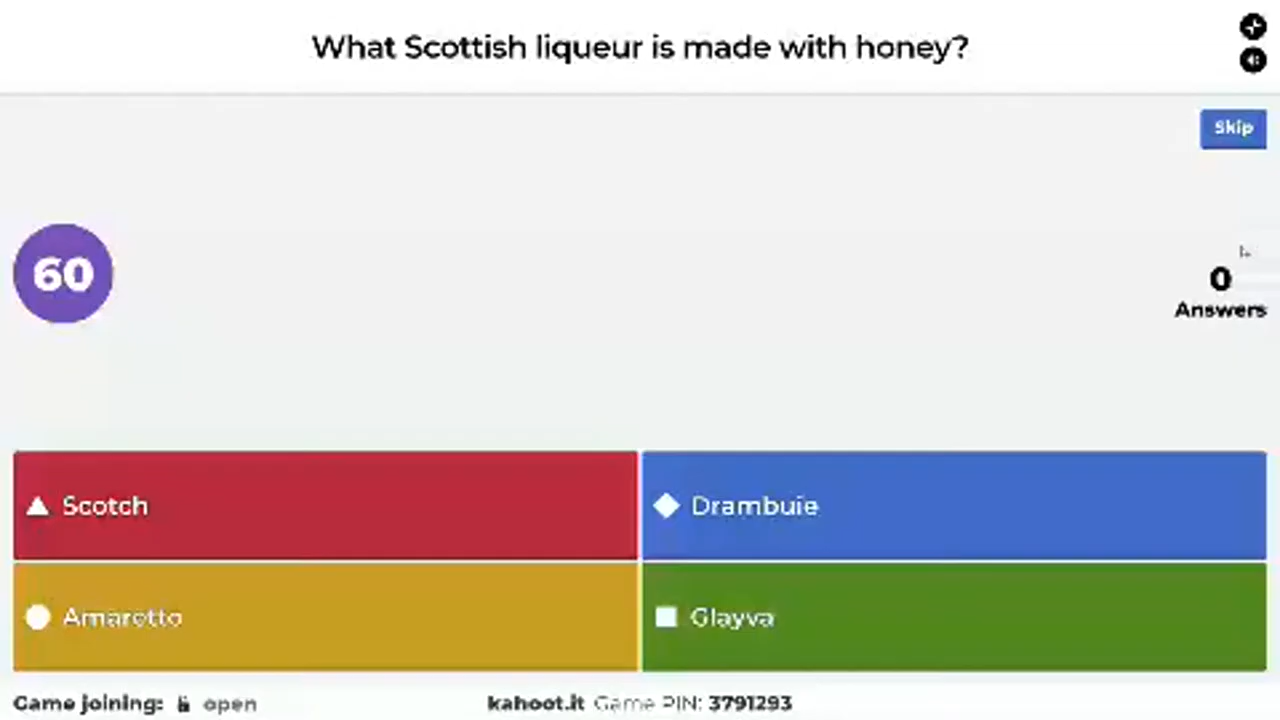 What Scottish liqueur is made with honey?
Skip
60
0
Answers
Scotch
Drambuie
Amaretto
Glayva
Game joining: open
kahoot.it Game PIN: 3791293